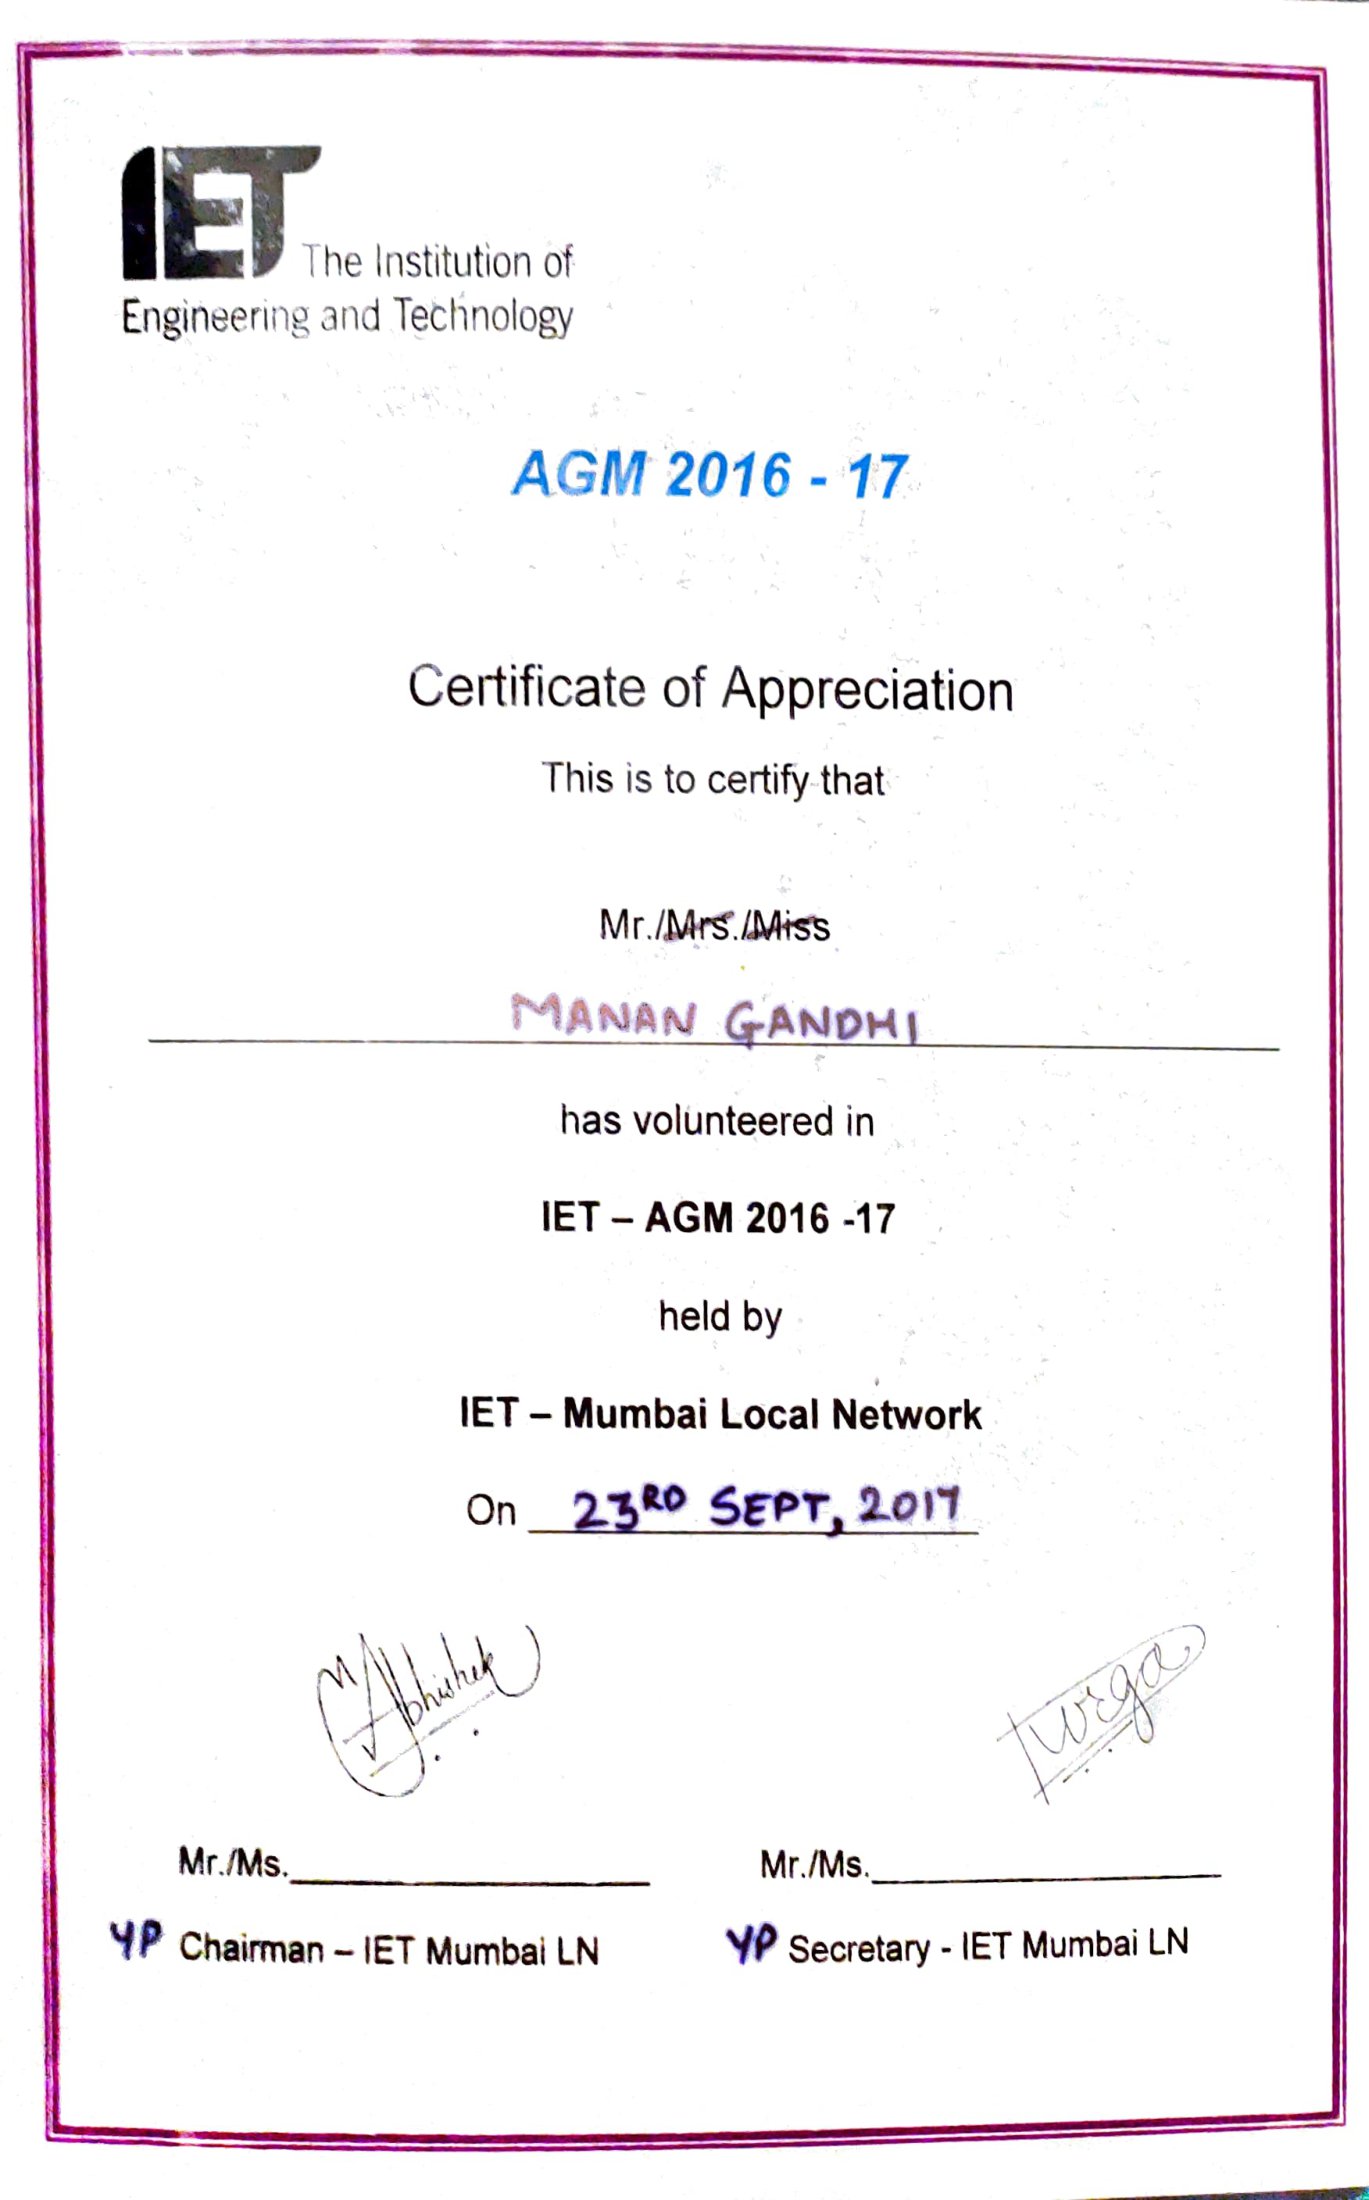 IET The Institution of
Engineering and Technology
AGM 2016 - 17
Certificate of Appreciation
This is to certify that
Mr./Mrs./Miss
MANAN GANDHI
has volunteered in
IET – AGM 2016 -17
held by
IET – Mumbai Local Network
On 23RD SEPT, 2017
Abhishek
Mr./Ms.
Mr./Ms.
YP Chairman – IET Mumbai LN
YP Secretary - IET Mumbai LN